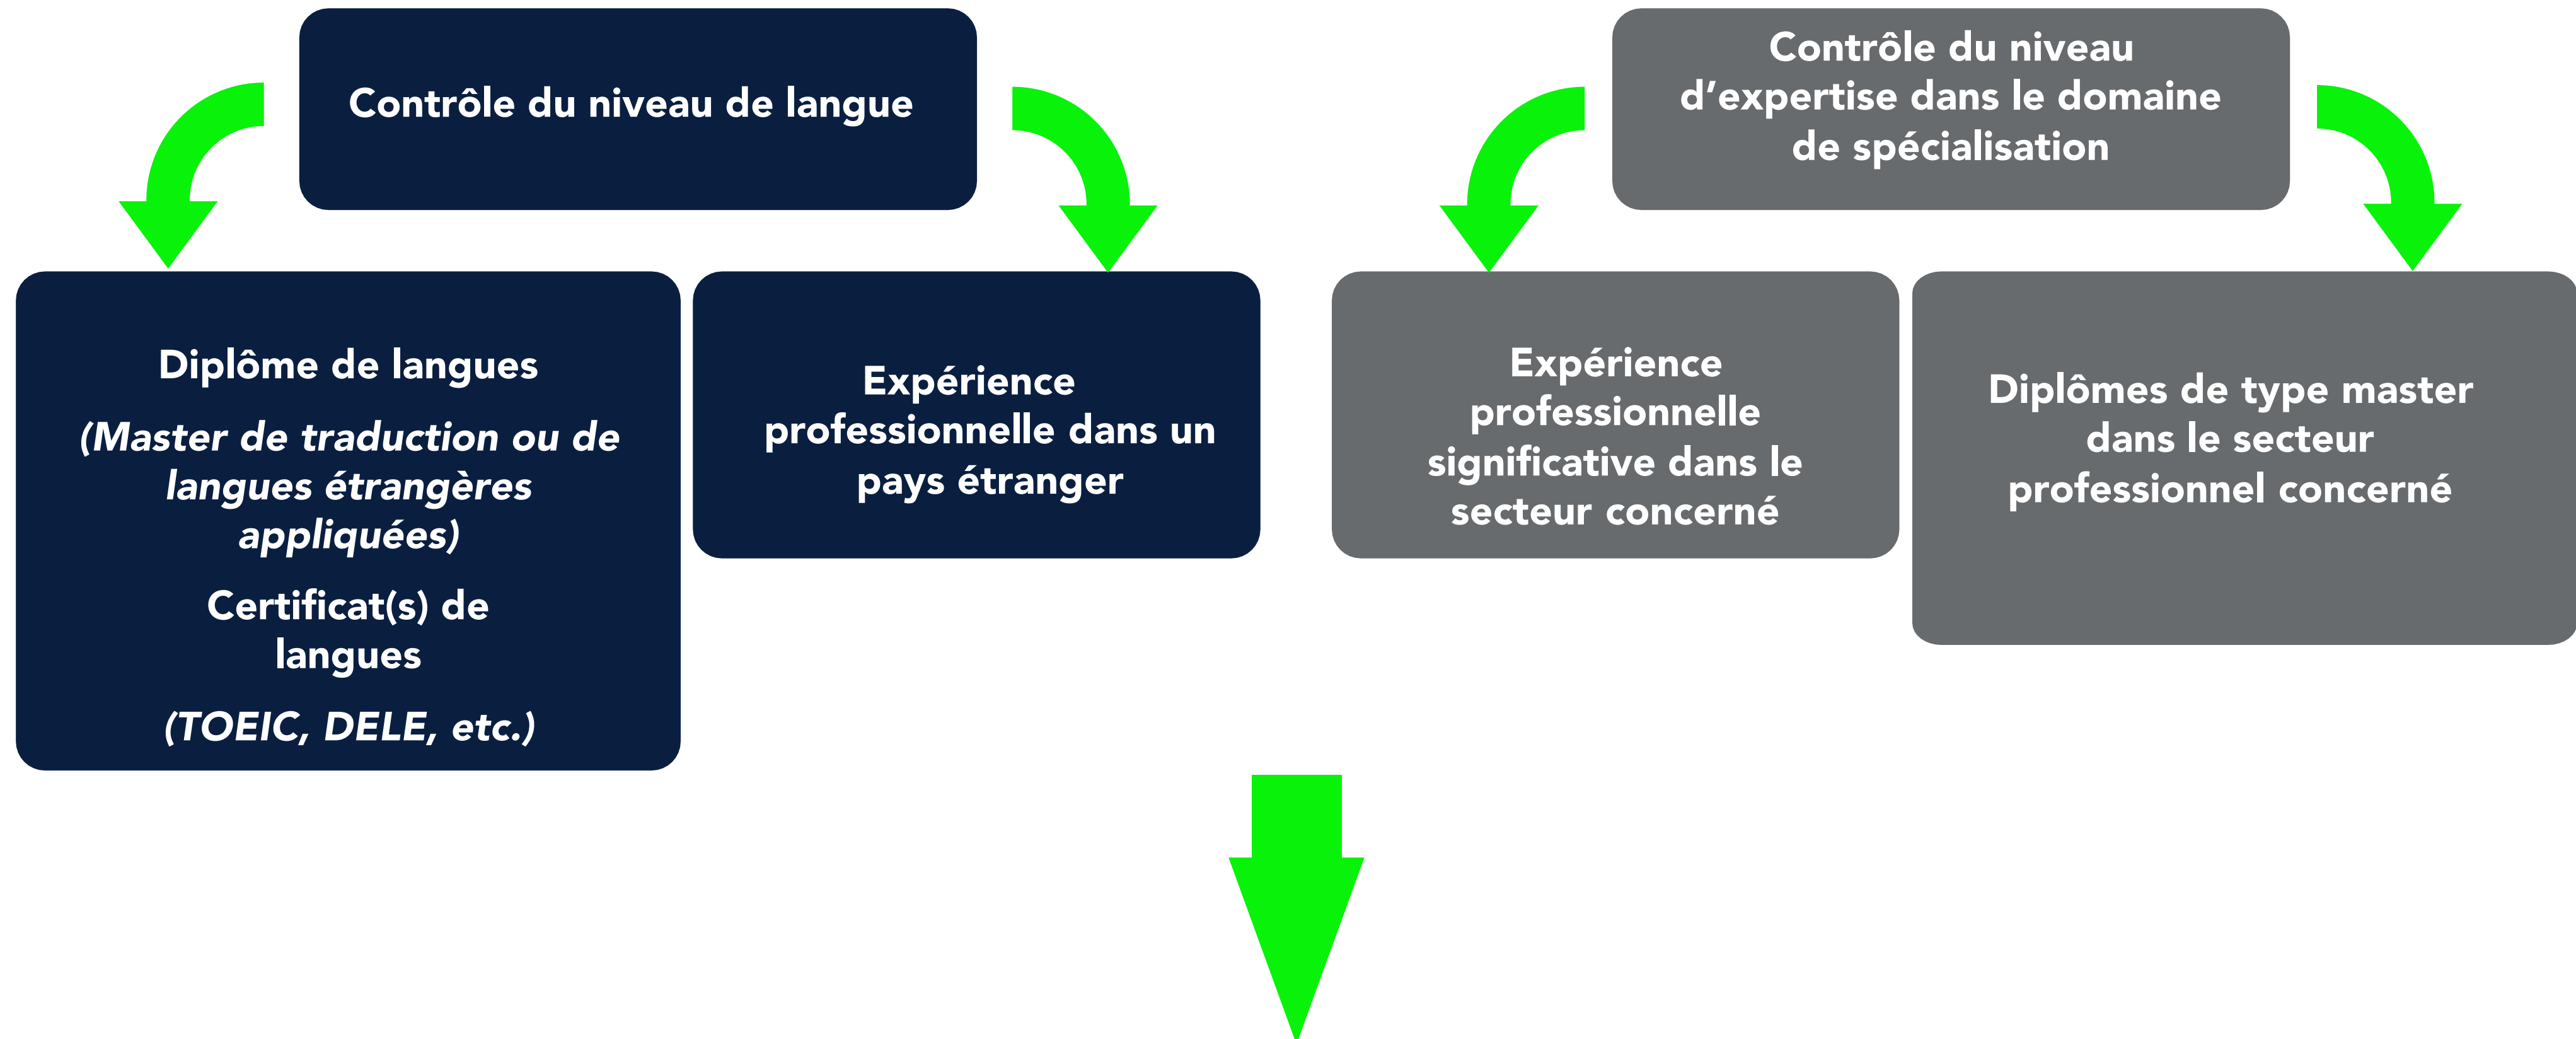 Contrôle du niveau de langue
Contrôle du niveau
d’expertise dans le domaine
de spécialisation
Diplôme de langues
(Master de traduction ou de
langues étrangères
appliquées)
Certificat(s) de
langues
(TOEIC, DELE, etc.)
Expérience
professionnelle dans un
pays étranger
Expérience
professionnelle
significative dans le
secteur concerné
Diplômes de type master
dans le secteur
professionnel concerné